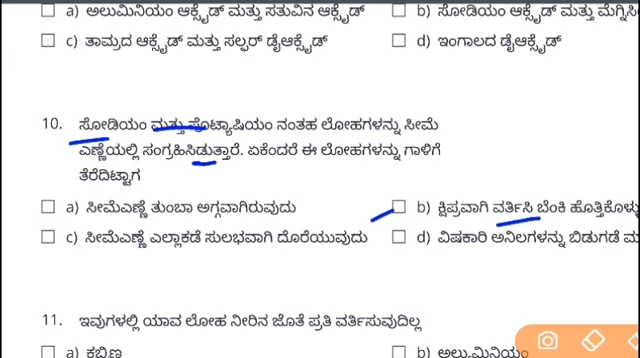 a) ಅಲುಮಿನಿಯಂ ಆಕ್ಸೈಡ್ ಮತ್ತು ಸತುವಿನ ಆಕ್ಸೈಡ್ b) ಸೋಡಿಯಂ ಆಕ್ಸೈಡ್ ಮತ್ತು
c) ತಾಮ್ರದ ಆಕ್ಸೈಡ್ ಮತ್ತು ಸಲ್ಫರ್ ಡೈಆಕ್ಸೈಡ್ d) ಇಂಗಾಲದ ಡೈಆಕ್ಸೈಡ್
10. ಸೋಡಿಯಂ ಮತ್ತು ಪೊಟ್ಯಾಷಿಯಂ ನಂತಹ ಲೋಹಗಳನ್ನು ಸೀಮೆ
ಎಣ್ಣೆಯಲ್ಲಿ ಸಂಗ್ರಹಿಸಿಡುತ್ತಾರೆ. ಏಕೆಂದರೆ ಈ ಲೋಹಗಳನ್ನು ಗಾಳಿಗೆ
ತೆರೆದಿಟ್ಟಾಗ
a) ಸೀಮೆಎಣ್ಣೆ ತುಂಬಾ ಅಗ್ಗವಾಗಿರುವುದು b) ಕ್ಷಿಪ್ರವಾಗಿ ವರ್ತಿಸಿ ಬೆಂಕಿ
c) ಸೀಮೆಎಣ್ಣೆ ಎಲ್ಲಾಕಡೆ ಸುಲಭವಾಗಿ ದೊರೆಯುವುದು d) ವಿಷಕಾರಿ ಅನಿಲಗಳನ್ನು ಬಿಡುಗಡೆ
11. ಇವುಗಳಲ್ಲಿ ಯಾವ ಲೋಹ ನೀರಿನ ಜೊತೆ ಪ್ರತಿ ವರ್ತಿಸುವುದಿಲ್ಲ
a) ಕಬ್ಬಿಣ b) ಅಲ್ಯುಮಿನಿಯಂ